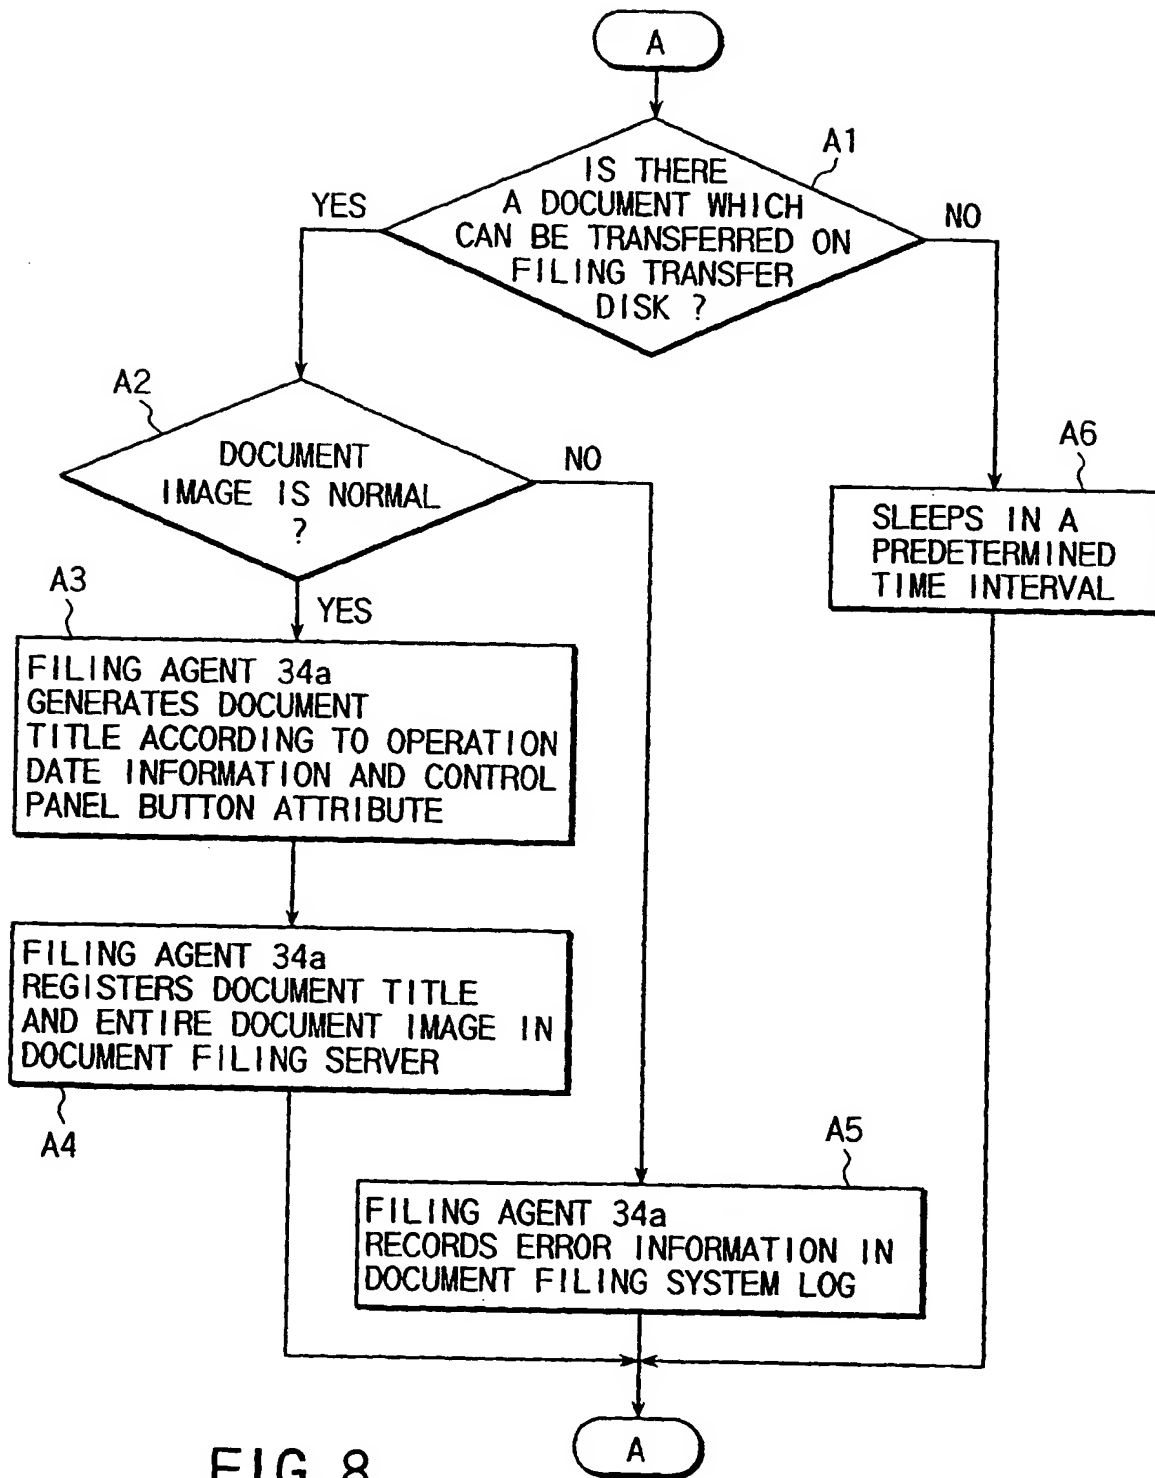 A
A1
IS THERE
A DOCUMENT WHICH
CAN BE TRANSFERRED ON
FILING TRANSFER
DISK ?
YES
NO
A2
DOCUMENT
IMAGE IS NORMAL
?
NO
YES
A6
SLEEPS IN A
PREDETERMINED
TIME INTERVAL
A3
FILING AGENT 34a
GENERATES DOCUMENT
TITLE ACCORDING TO OPERATION
DATE INFORMATION AND CONTROL
PANEL BUTTON ATTRIBUTE
FILING AGENT 34a
REGISTERS DOCUMENT TITLE
AND ENTIRE DOCUMENT IMAGE IN
DOCUMENT FILING SERVER
A4
A5
FILING AGENT 34a
RECORDS ERROR INFORMATION IN
DOCUMENT FILING SYSTEM LOG
A
FIG. 8